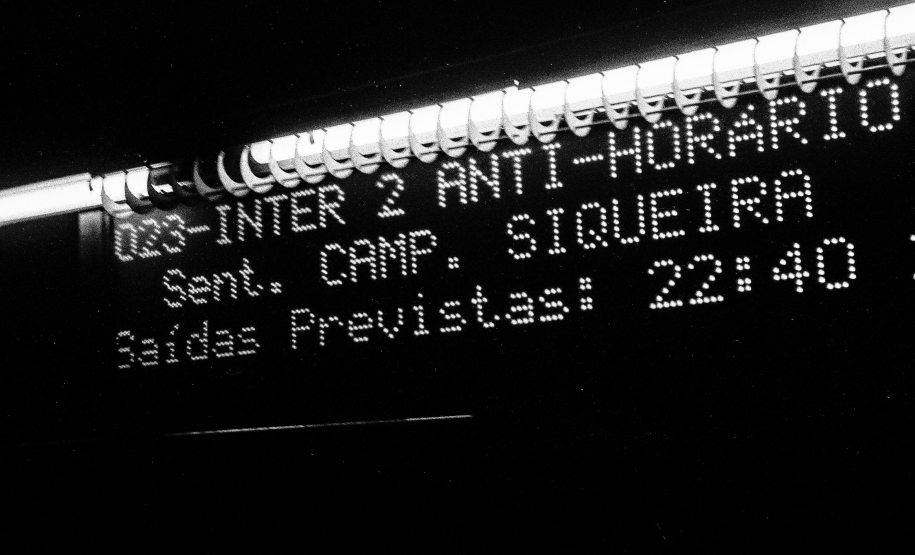 023-INTER 2 ANTI-HORARIO
Sent. CAMP. SIQUEIRA
Saídas Previstas: 22:40